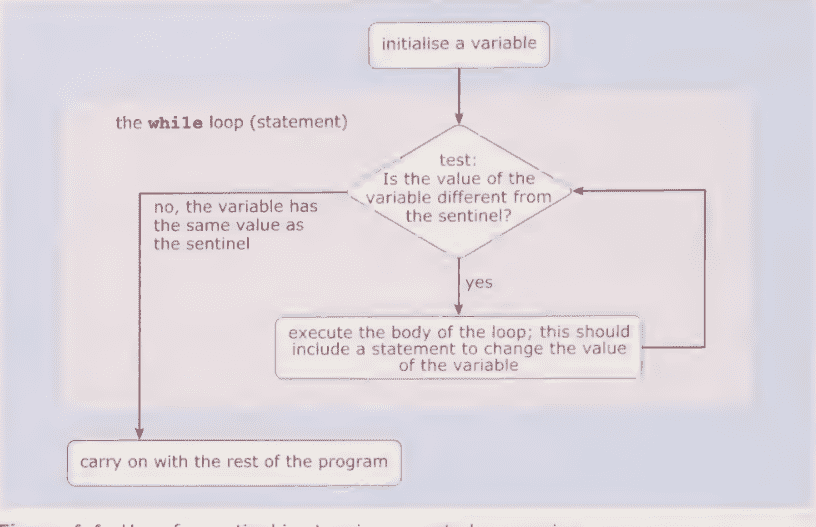 initialise a variable
the while loop (statement)
test:
Is the value of the
variable different from
the sentinel?
no, the variable has
the same value as
the sentinel
yes
execute the body of the loop; this should
include a statement to change the value
of the variable
carry on with the rest of the program